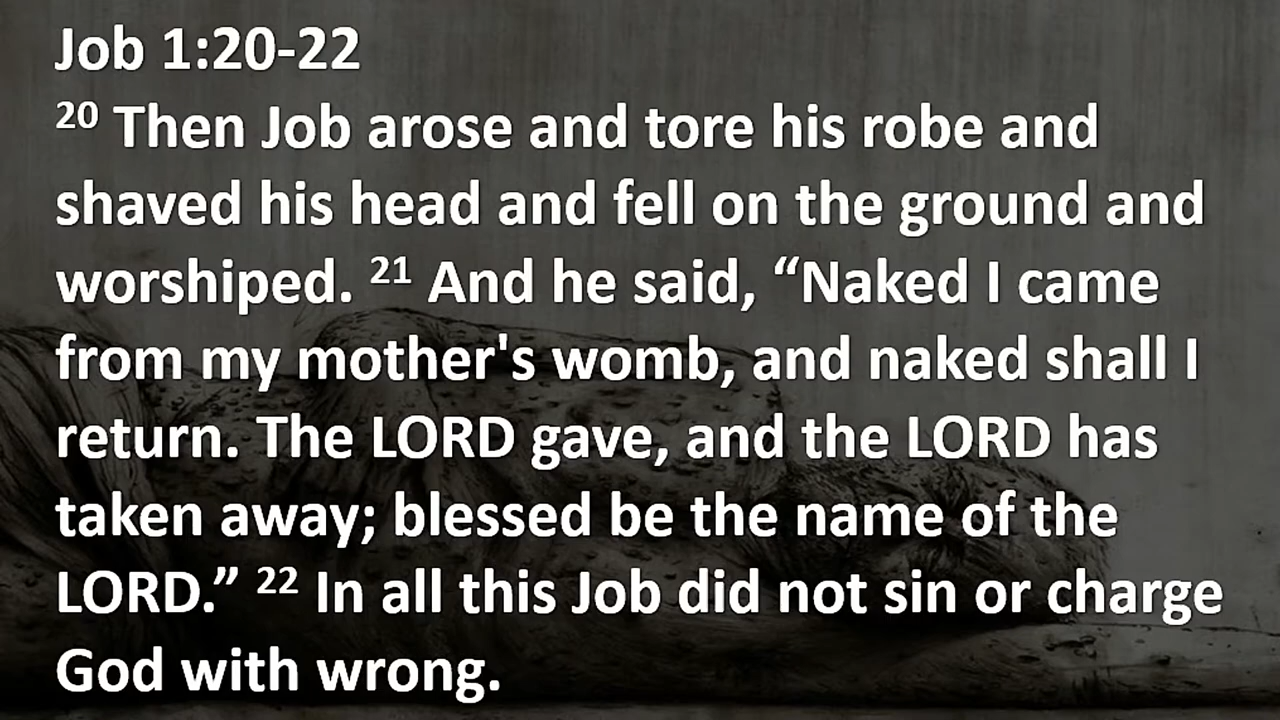 Job 1:20-22
20 Then Job arose and tore his robe and
shaved his head and fell on the ground and
worshiped. 21 And he said, “Naked I came
from my mother's womb, and naked shall I
return. The LORD gave, and the LORD has
taken away; blessed be the name of the
LORD.” 22 In all this Job did not sin or charge
God with wrong.